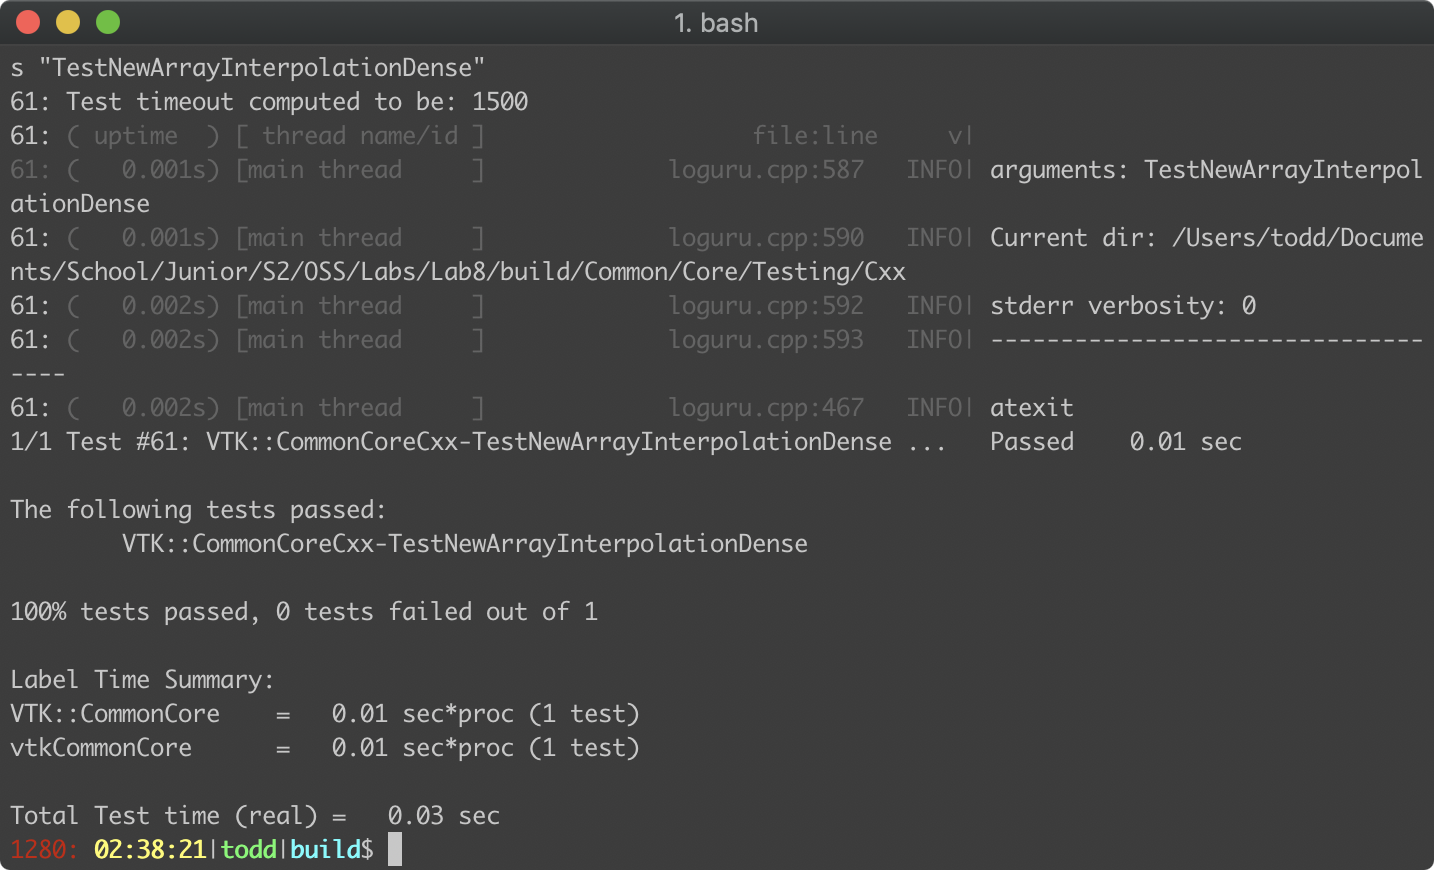 1. bash
s "TestNewArrayInterpolationDense"
61: Test timeout computed to be: 1500
61: ( uptime  ) [ thread name/id ]                   file:line     v|
61: (   0.001s) [main thread     ]             loguru.cpp:587   INFO| arguments: TestNewArrayInterpol
ationDense
61: (   0.001s) [main thread     ]             loguru.cpp:590   INFO| Current dir: /Users/todd/Docume
nts/School/Junior/S2/OSS/Labs/Lab8/build/Common/Core/Testing/Cxx
61: (   0.002s) [main thread     ]             loguru.cpp:592   INFO| stderr verbosity: 0
61: (   0.002s) [main thread     ]             loguru.cpp:593   INFO| -------------------------------
----
61: (   0.002s) [main thread     ]             loguru.cpp:467   INFO| atexit
1/1 Test #61: VTK::CommonCoreCxx-TestNewArrayInterpolationDense ...   Passed    0.01 sec

The following tests passed:
        VTK::CommonCoreCxx-TestNewArrayInterpolationDense

100% tests passed, 0 tests failed out of 1

Label Time Summary:
VTK::CommonCore    =   0.01 sec*proc (1 test)
vtkCommonCore      =   0.01 sec*proc (1 test)

Total Test time (real) =   0.03 sec
1280: 02:38:21|todd|build$